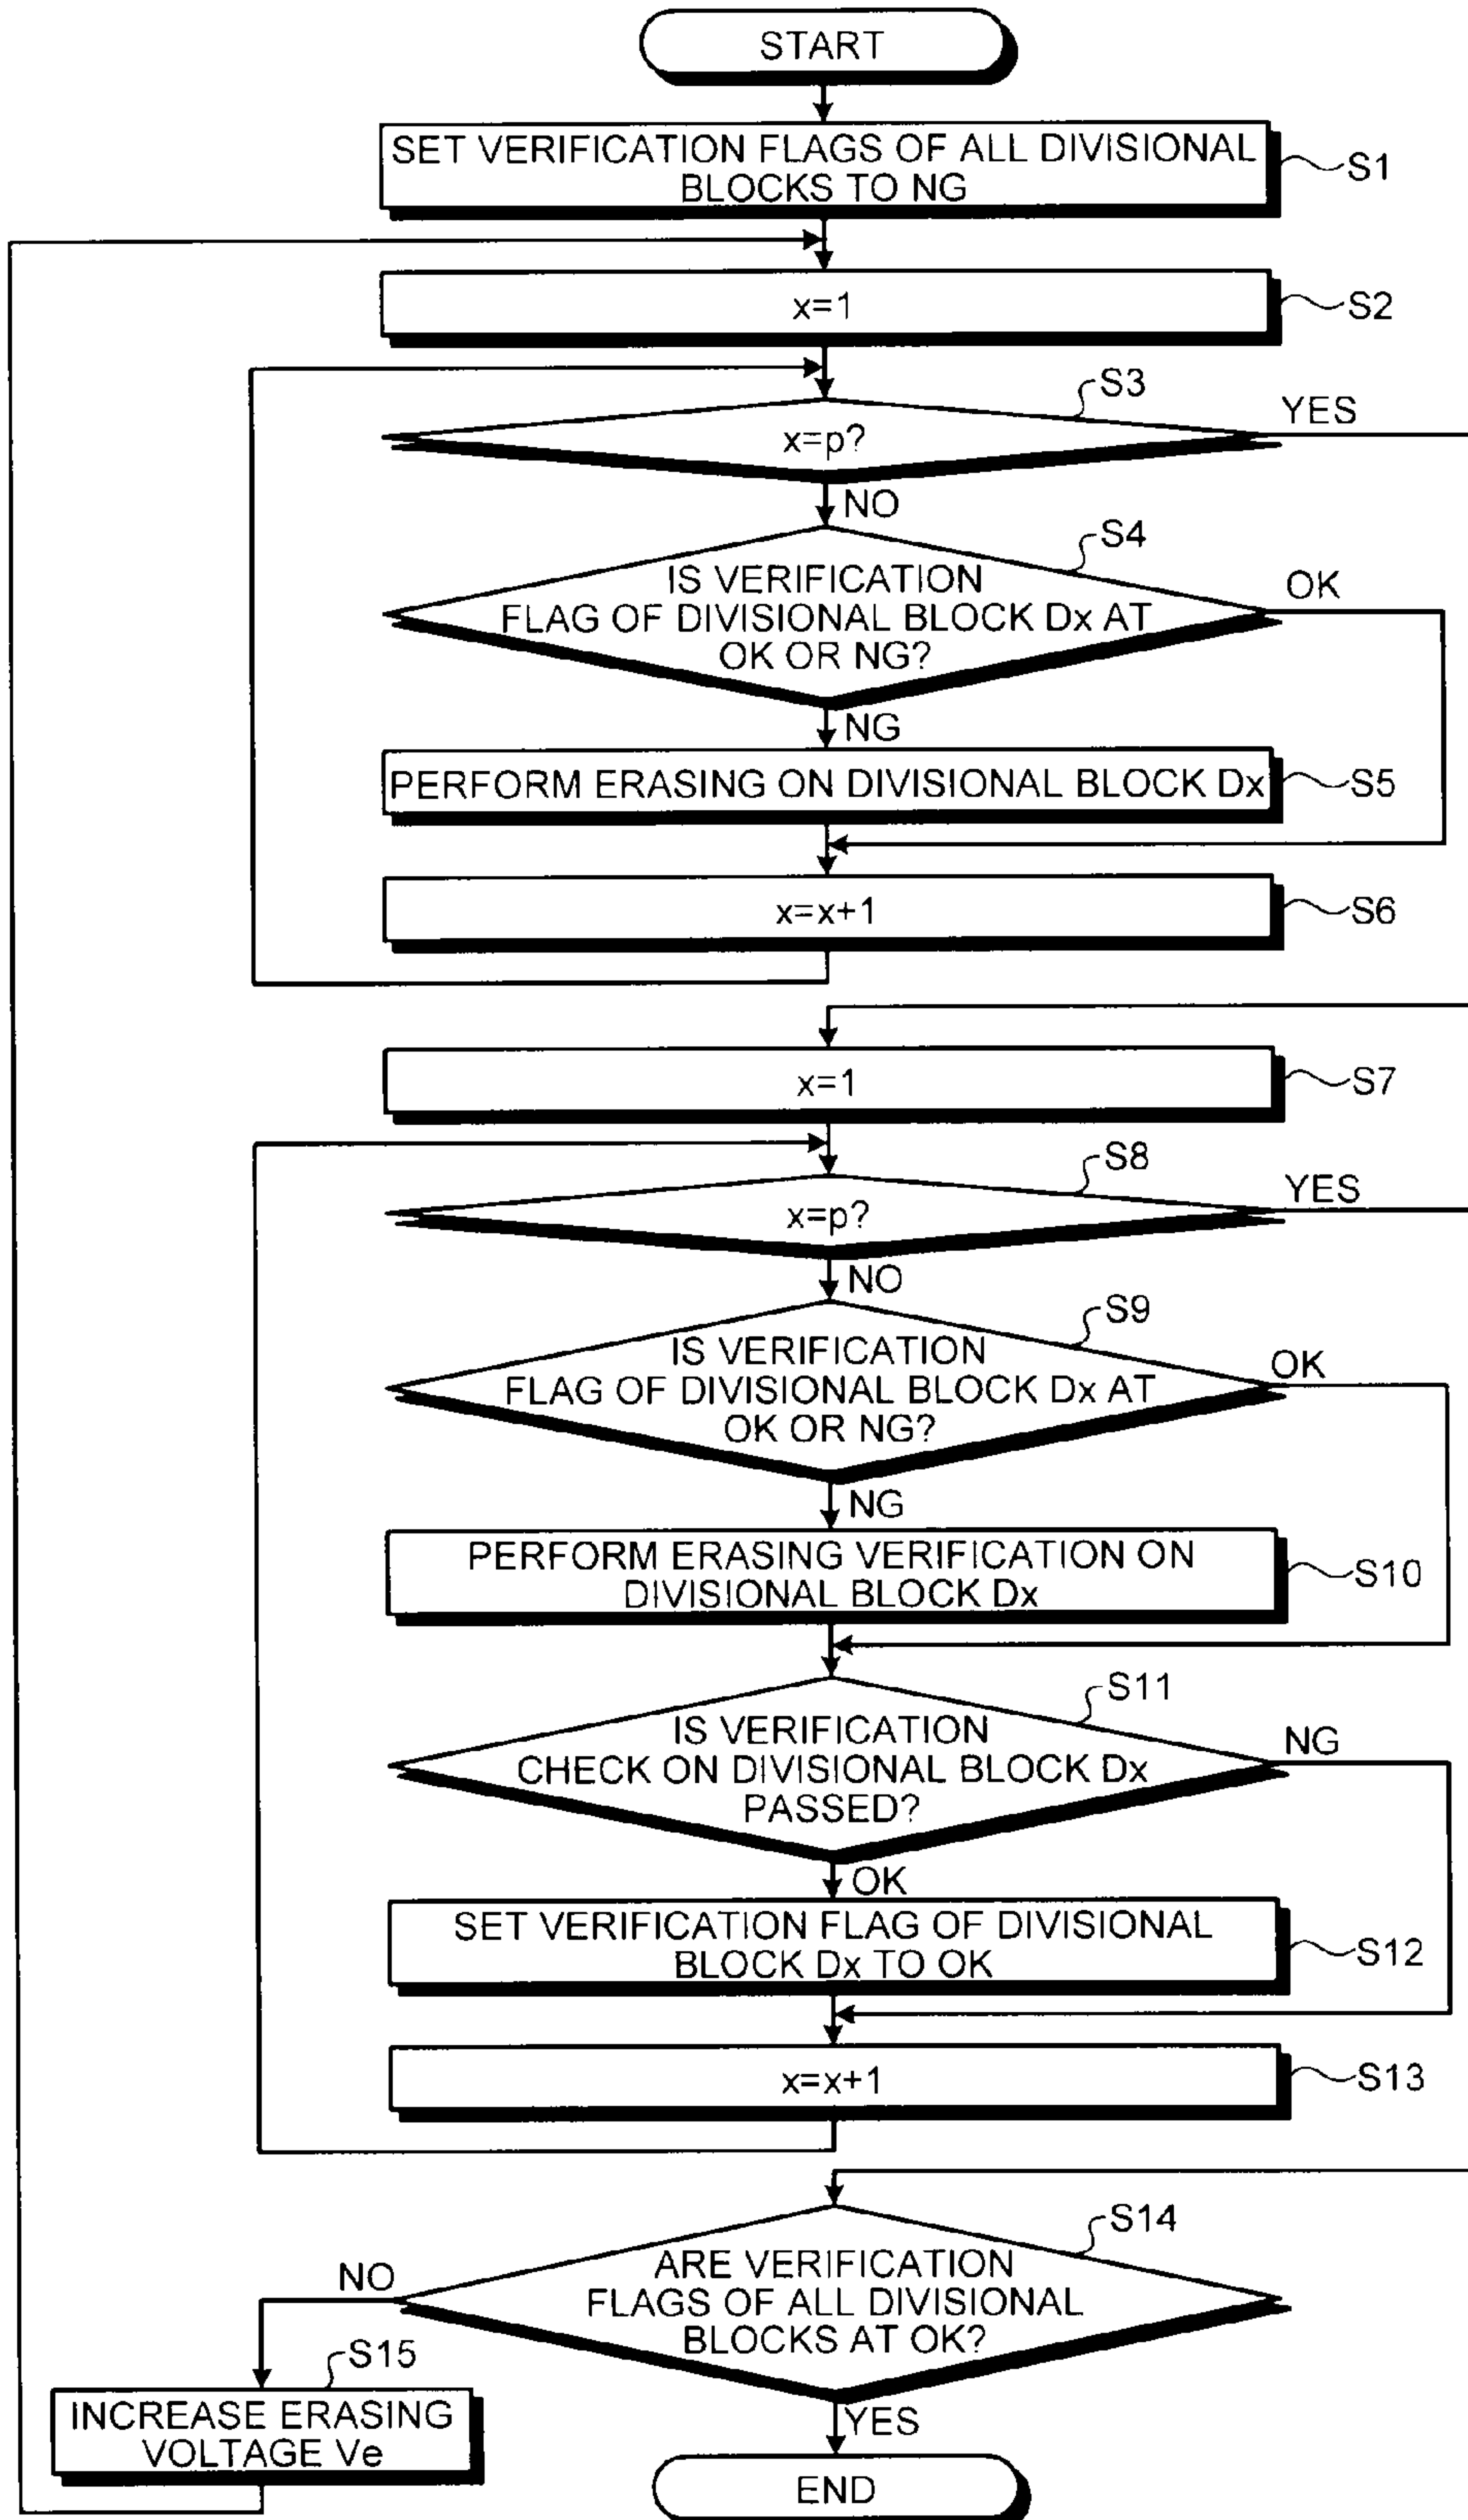 START
SET VERIFICATION FLAGS OF ALL DIVISIONAL
BLOCKS TO NG
S1
x=1
S2
S3
x=p?
YES
NO
S4
IS VERIFICATION
FLAG OF DIVISIONAL BLOCK Dx AT
OK OR NG?
OK
NG
PERFORM ERASING ON DIVISIONAL BLOCK Dx
S5
x=x+1
S6
x=1
S7
S8
x=p?
YES
NO
S9
IS VERIFICATION
FLAG OF DIVISIONAL BLOCK Dx AT
OK OR NG?
OK
NG
PERFORM ERASING VERIFICATION ON
DIVISIONAL BLOCK Dx
S10
S11
IS VERIFICATION
CHECK ON DIVISIONAL BLOCK Dx
PASSED?
NG
OK
SET VERIFICATION FLAG OF DIVISIONAL
BLOCK Dx TO OK
S12
x=x+1
S13
S14
ARE VERIFICATION
FLAGS OF ALL DIVISIONAL
BLOCKS AT OK?
NO
S15
INCREASE ERASING
VOLTAGE Ve
YES
END